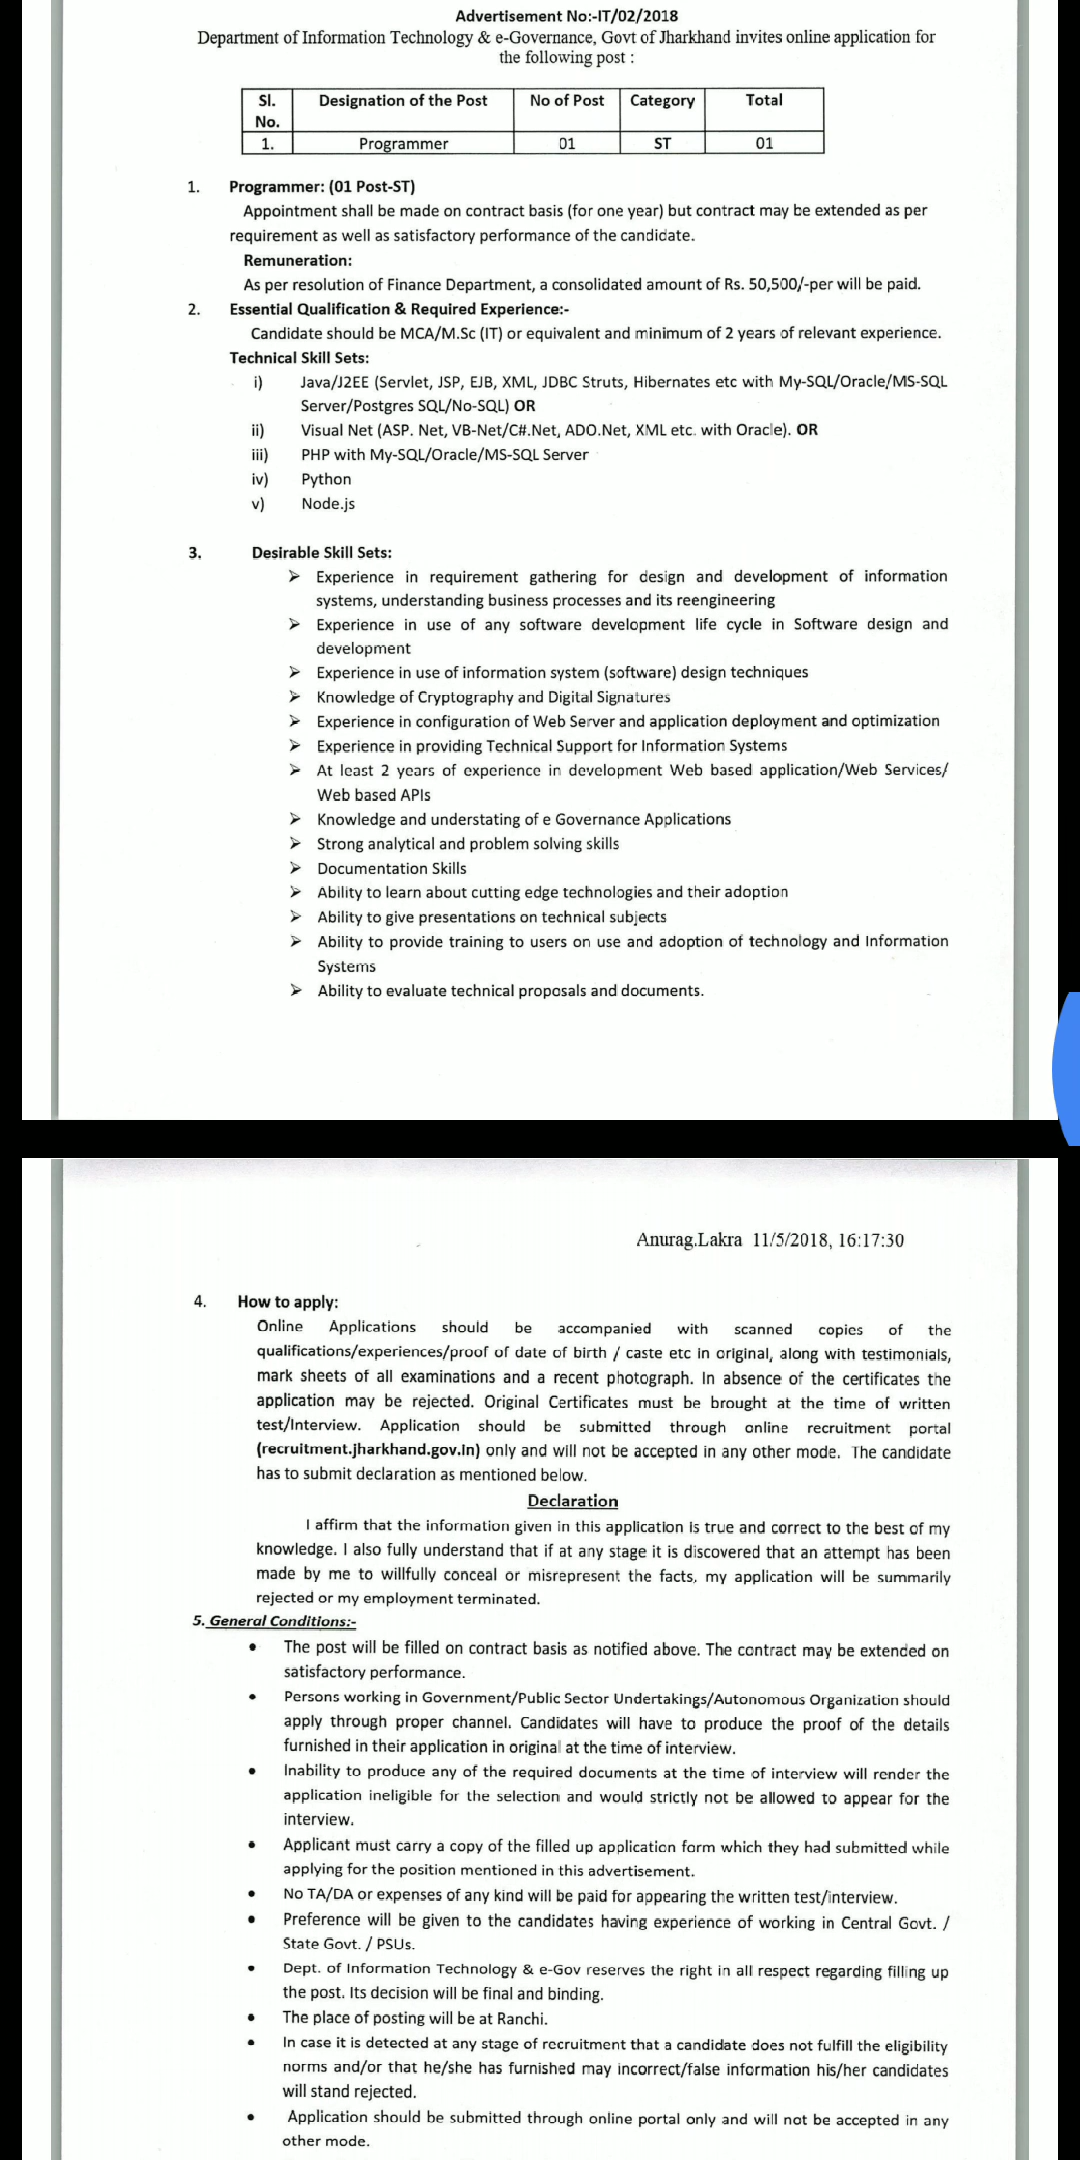 Advertisement No:-IT/02/2018
Department of Information Technology & e-Governance, Govt of Jharkhand invites online application for
the following post :
Sl. No. Designation of the Post No of Post Category Total
1. Programmer 01 ST 01
1. Programmer: (01 Post-ST)
Appointment shall be made on contract basis (for one year) but contract may be extended as per
requirement as well as satisfactory performance of the candidate.
Remuneration:
As per resolution of Finance Department, a consolidated amount of Rs. 50,500/-per will be paid.
2. Essential Qualification & Required Experience:-
Candidate should be MCA/M.Sc (IT) or equivalent and minimum of 2 years of relevant experience.
Technical Skill Sets:
i) Java/J2EE (Servlet, JSP, EJB, XML, JDBC Struts, Hibernates etc with My-SQL/Oracle/MS-SQL
Server/Postgres SQL/No-SQL) OR
ii) Visual Net (ASP. Net, VB-Net/C#.Net, ADO.Net, XML etc. with Oracle). OR
iii) PHP with My-SQL/Oracle/MS-SQL Server
iv) Python
v) Node.js
3. Desirable Skill Sets:
➢ Experience in requirement gathering for design and development of information
systems, understanding business processes and its reengineering
➢ Experience in use of any software development life cycle in Software design and
development
➢ Experience in use of information system (software) design techniques
➢ Knowledge of Cryptography and Digital Signatures
➢ Experience in configuration of Web Server and application deployment and optimization
➢ Experience in providing Technical Support for Information Systems
➢ At least 2 years of experience in development Web based application/Web Services/
Web based APIs
➢ Knowledge and understating of e Governance Applications
➢ Strong analytical and problem solving skills
➢ Documentation Skills
➢ Ability to learn about cutting edge technologies and their adoption
➢ Ability to give presentations on technical subjects
➢ Ability to provide training to users on use and adoption of technology and Information
Systems
➢ Ability to evaluate technical proposals and documents.
Anurag.Lakra 11/5/2018, 16:17:30
4. How to apply:
Online Applications should be accompanied with scanned copies of the
qualifications/experiences/proof of date of birth / caste etc in original, along with testimonials,
mark sheets of all examinations and a recent photograph. In absence of the certificates the
application may be rejected. Original Certificates must be brought at the time of written
test/Interview. Application should be submitted through online recruitment portal
(recruitment.jharkhand.gov.in) only and will not be accepted in any other mode. The candidate
has to submit declaration as mentioned below.
Declaration
I affirm that the information given in this application is true and correct to the best of my
knowledge. I also fully understand that if at any stage it is discovered that an attempt has been
made by me to willfully conceal or misrepresent the facts, my application will be summarily
rejected or my employment terminated.
5. General Conditions:-
• The post will be filled on contract basis as notified above. The contract may be extended on
satisfactory performance.
• Persons working in Government/Public Sector Undertakings/Autonomous Organization should
apply through proper channel. Candidates will have to produce the proof of the details
furnished in their application in original at the time of interview.
• Inability to produce any of the required documents at the time of interview will render the
application ineligible for the selection and would strictly not be allowed to appear for the
interview.
• Applicant must carry a copy of the filled up application form which they had submitted while
applying for the position mentioned in this advertisement.
• No TA/DA or expenses of any kind will be paid for appearing the written test/interview.
• Preference will be given to the candidates having experience of working in Central Govt. /
State Govt. / PSUs.
• Dept. of Information Technology & e-Gov reserves the right in all respect regarding filling up
the post. Its decision will be final and binding.
• The place of posting will be at Ranchi.
• In case it is detected at any stage of recruitment that a candidate does not fulfill the eligibility
norms and/or that he/she has furnished may incorrect/false information his/her candidates
will stand rejected.
• Application should be submitted through online portal only and will not be accepted in any
other mode.